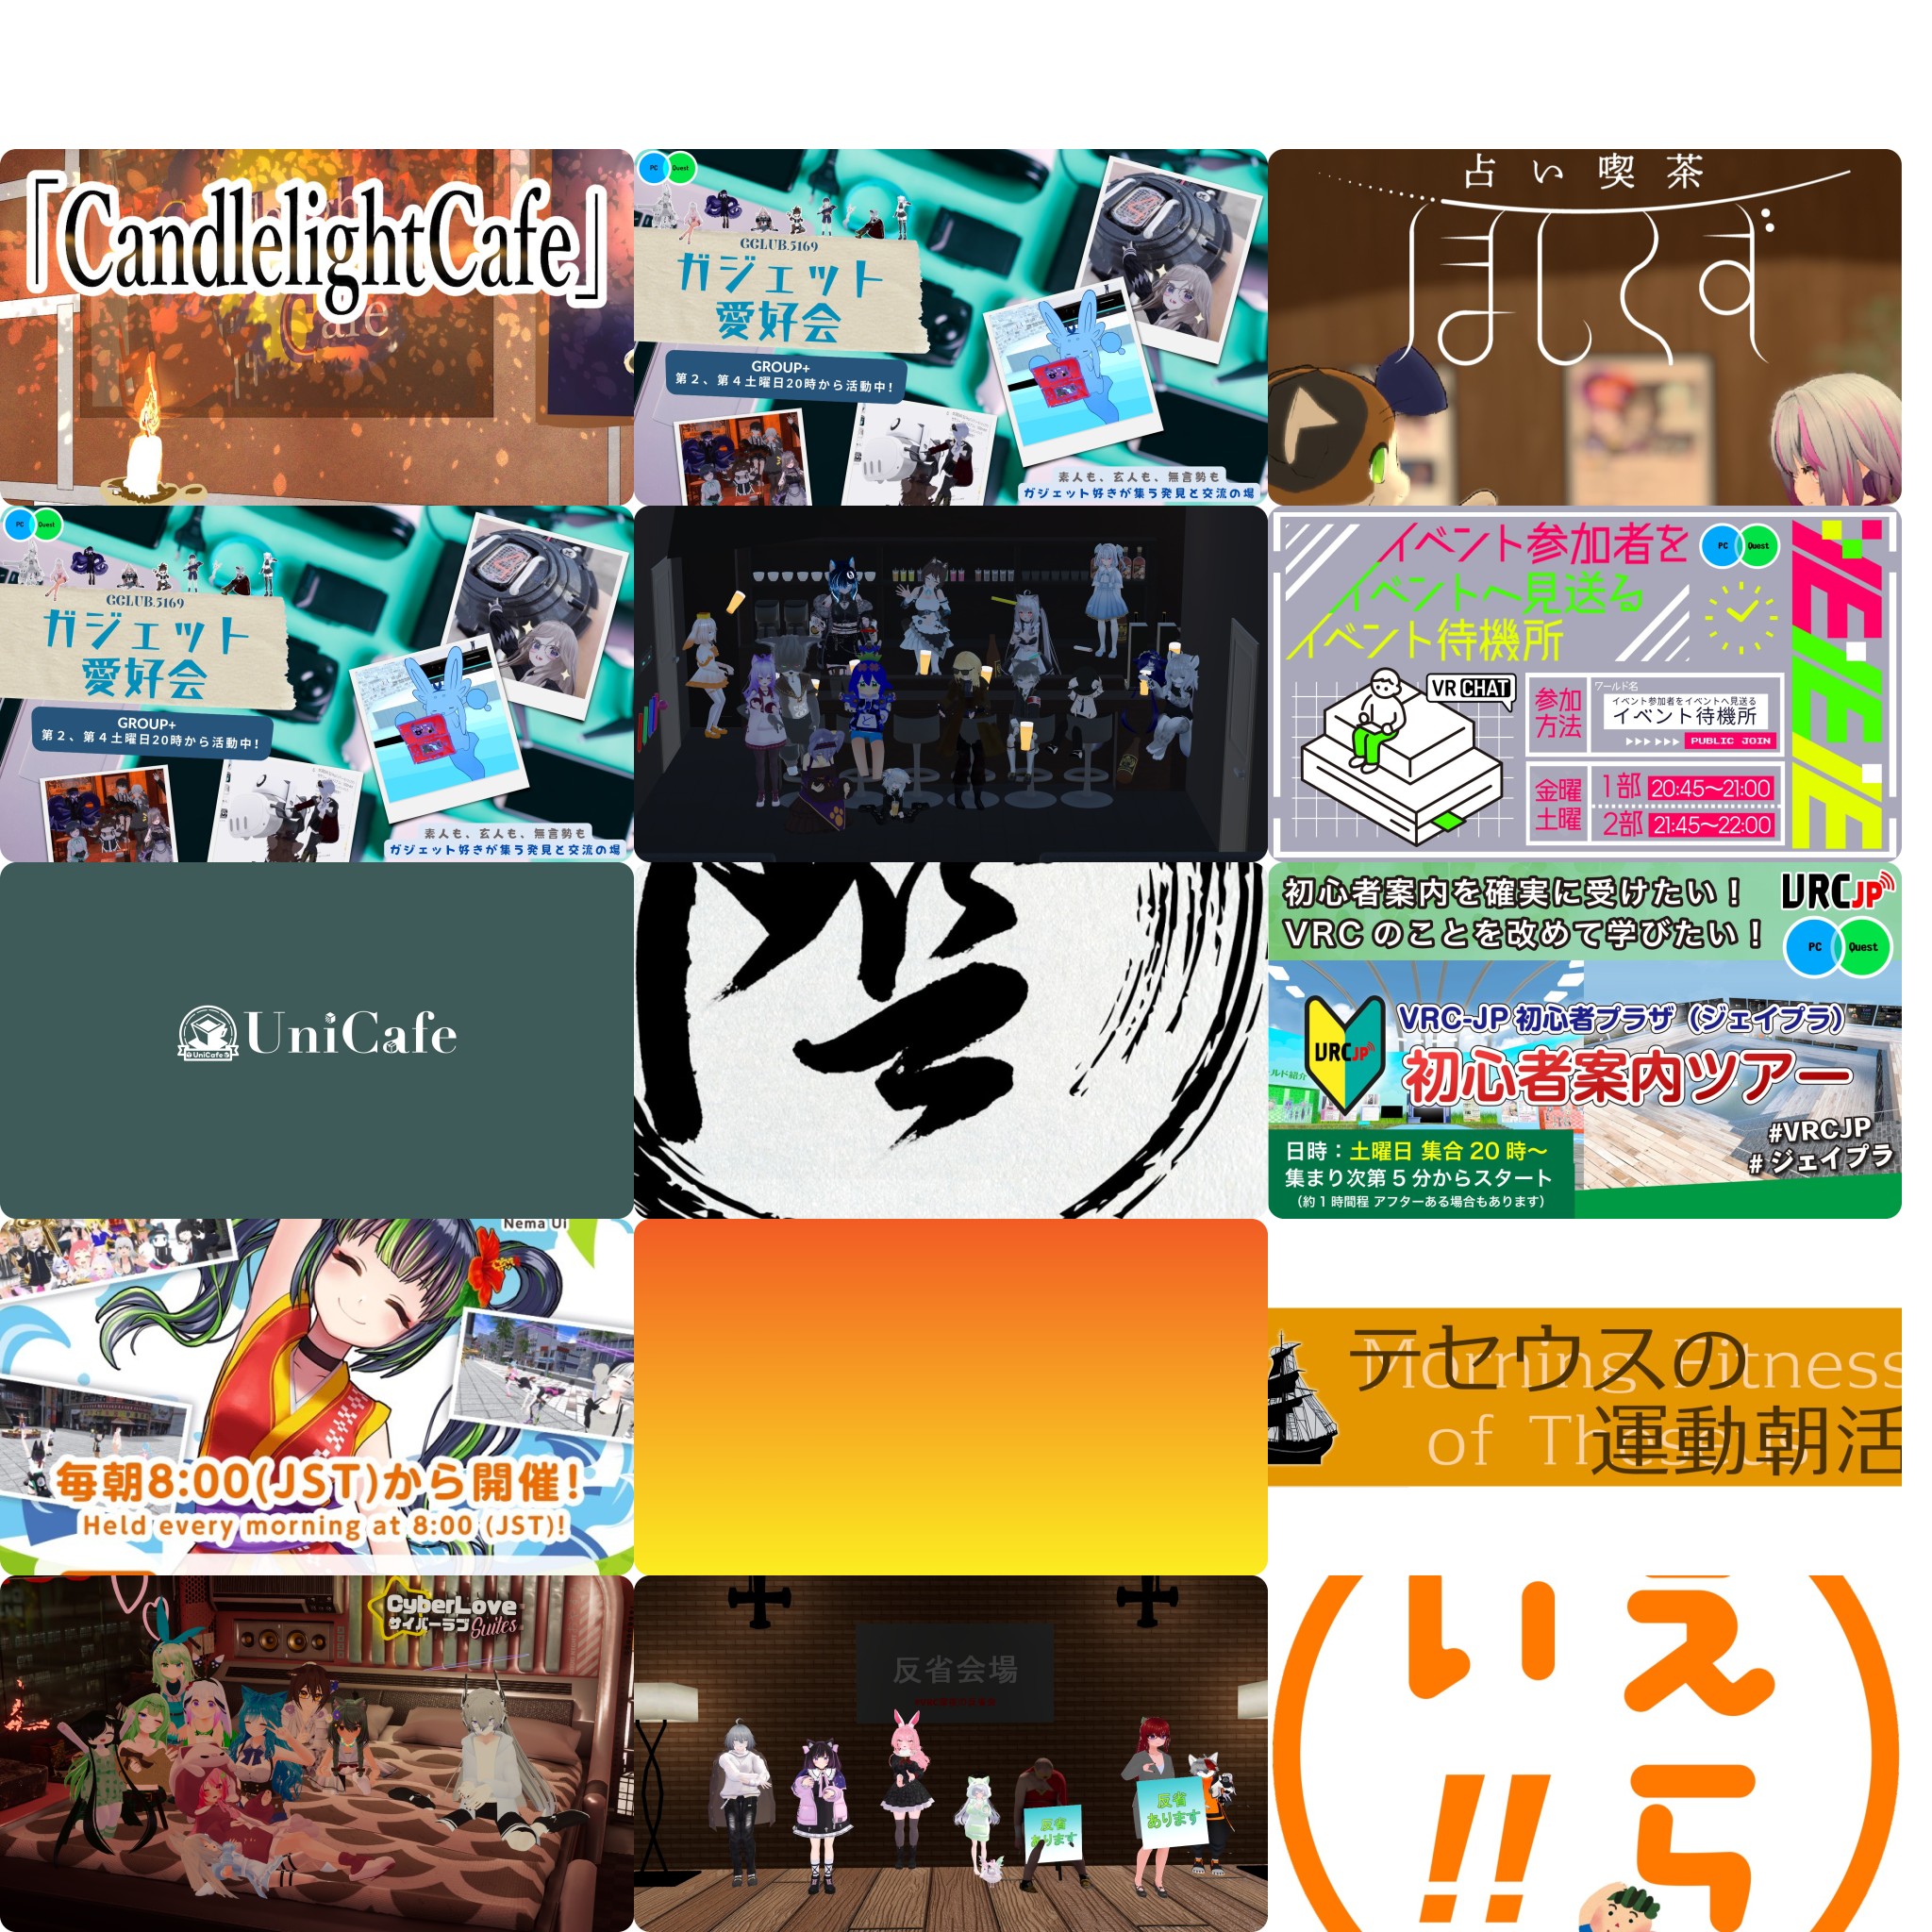 「CandlelightCafe」
Cafe
PC
Quest
GCLUB.5169
ガジェット
愛好会
GROUP+
第２、第４土曜日20時から活動中!
素人も、玄人も、無言勢も
ガジェット好きが集う発見と交流の場
占い喫茶
ほしくず
PC
Quest
GCLUB.5169
ガジェット
愛好会
GROUP+
第２、第４土曜日20時から活動中!
素人も、玄人も、無言勢も
ガジェット好きが集う発見と交流の場
イベント参加者を
イベントへ見送る
イベント待機所
PC
Quest
VRCHAT
参加
方法
ワールド名
イベント参加者をイベントへ見送る
イベント待機所
PUBLIC JOIN
金曜
土曜
1部 20:45〜21:00
2部 21:45〜22:00
UniCafe
UniCafe
初心者案内を確実に受けたい！
VRC のことを改めて学びたい！
VRCJP
PC
Quest
VRC-JP 初心者プラザ（ジェイプラ）
VRCJP
初心者案内ツアー
ルド紹介
#VRCJP
# ジェイプラ
日時：土曜日 集合 20 時〜
集まり次第 5 分からスタート
（約 1 時間程 アフターある場合もあります）
Nema Ui
毎朝8:00(JST)から開催!
Held every morning at 8:00 (JST)!
テセウスの
Morning Fitness
運動朝活
of Theseus
CyberLove
サイバーラブ Suites
反省会場
反省
あります
反省
あります
えら
い!!